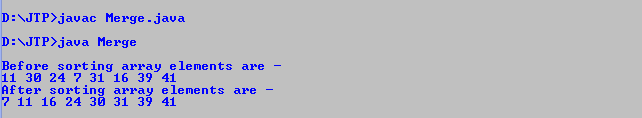 D:\JTP>javac Merge.java
D:\JTP>java Merge
Before sorting array elements are -
11 30 24 7 31 16 39 41
After sorting array elements are -
7 11 16 24 30 31 39 41